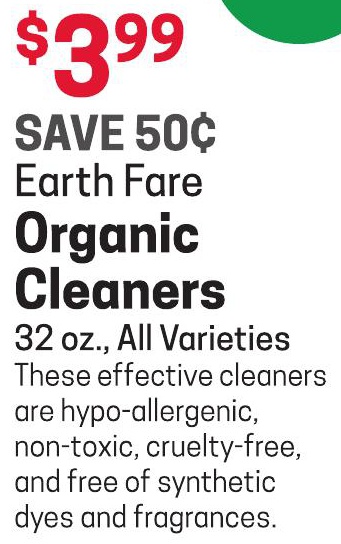 $3.99
SAVE 50¢
Earth Fare
Organic
Cleaners
32 oz., All Varieties
These effective cleaners
are hypo-allergenic,
non-toxic, cruelty-free,
and free of synthetic
dyes and fragrances.